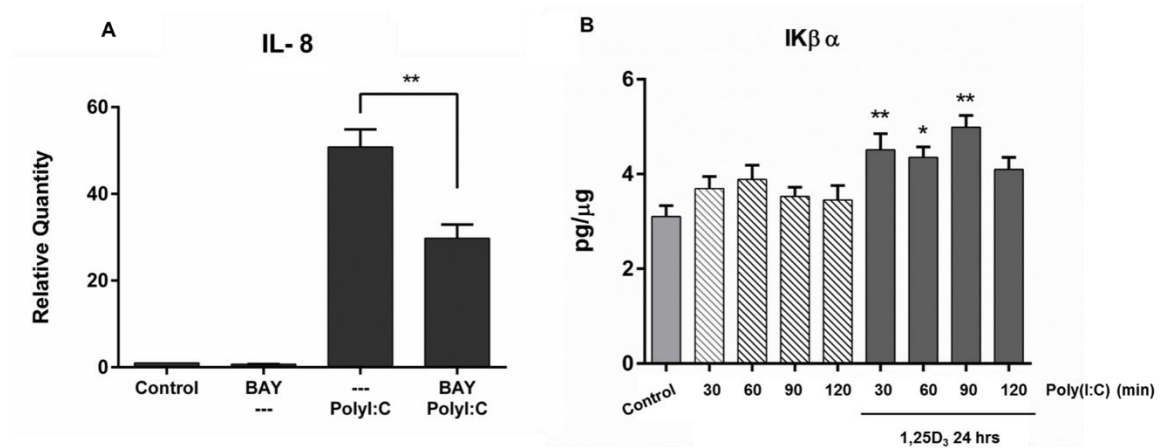 A
IL- 8
**
Relative Quantity
60
40
20
0
Control
BAY
---
---
PolyI:C
BAY
PolyI:C
B
IKβ α
pg/µg
6
4
2
0
** * **
Control 30 60 90 120 30 60 90 120 Poly(I:C) (min)
1,25D₃ 24 hrs